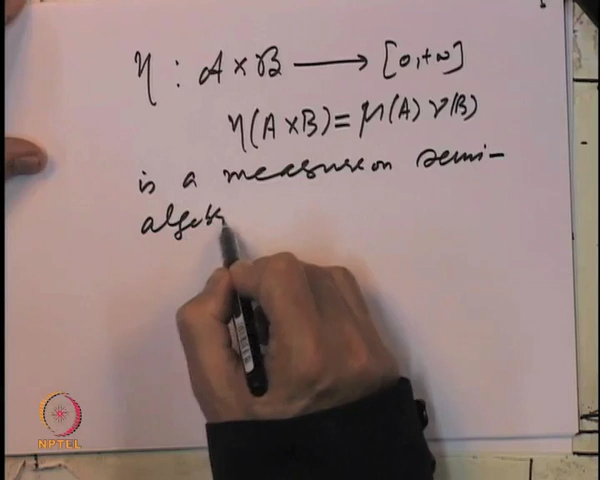 η : A × B ⟶ [0,+∞]
η(A×B) = μ(A) ν(B)
is a measure on semi-
algeb
NPTEL